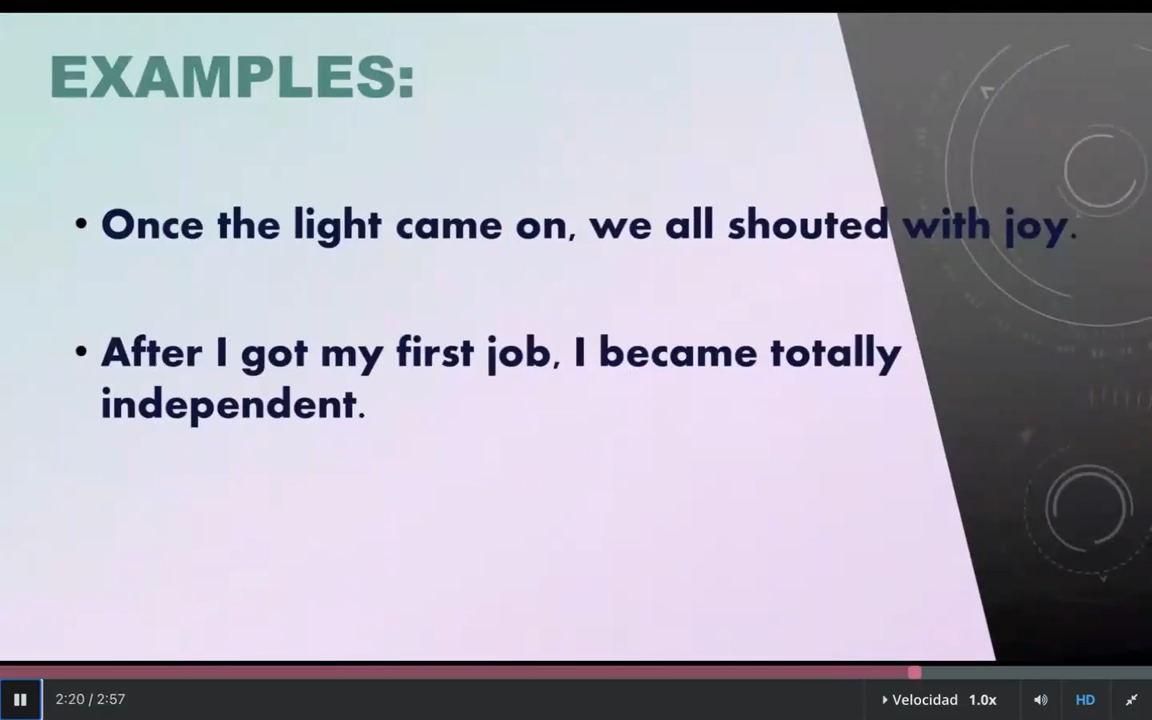 EXAMPLES:
• Once the light came on, we all shouted with joy.
• After I got my first job, I became totally
independent.
2:20 / 2:57
Velocidad 1.0x
HD